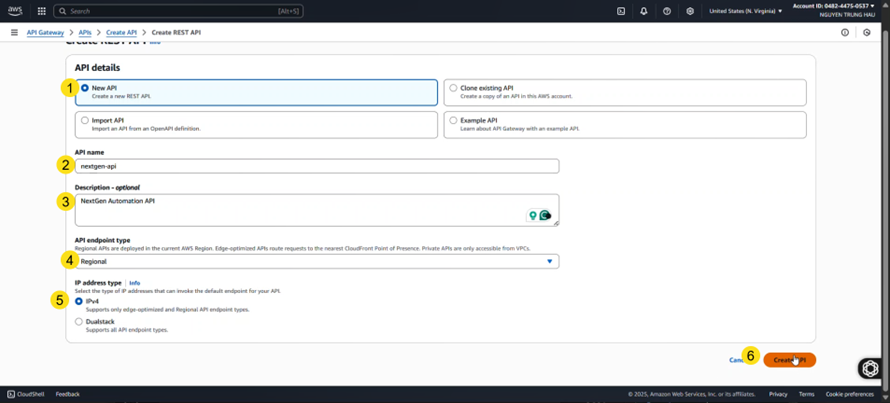 aws
Search
[Alt+S]
United States (N. Virginia)
Account ID: 0482-4475-0537
NGUYEN TRUNG HAU
API Gateway > APIs > Create API > Create REST API
Create REST API Info
API details
1
New API
Create a new REST API.
Clone existing API
Create a copy of an API in this AWS account.
Import API
Import an API from an OpenAPI definition.
Example API
Learn about API Gateway with an example API.
API name
2
nextgen-api
Description - optional
3
NextGen Automation API
API endpoint type
Regional APIs are deployed in the current AWS Region. Edge-optimized APIs route requests to the nearest CloudFront Point of Presence. Private APIs are only accessible from VPCs.
4
Regional
IP address type | Info
Select the type of IP addresses that can invoke the default endpoint for your API.
5
IPv4
Supports only edge-optimized and Regional API endpoint types.
Dualstack
Supports all API endpoint types.
6
Create API
CloudShell
Feedback
© 2025, Amazon Web Services, Inc. or its affiliates.
Privacy
Terms
Cookie preferences